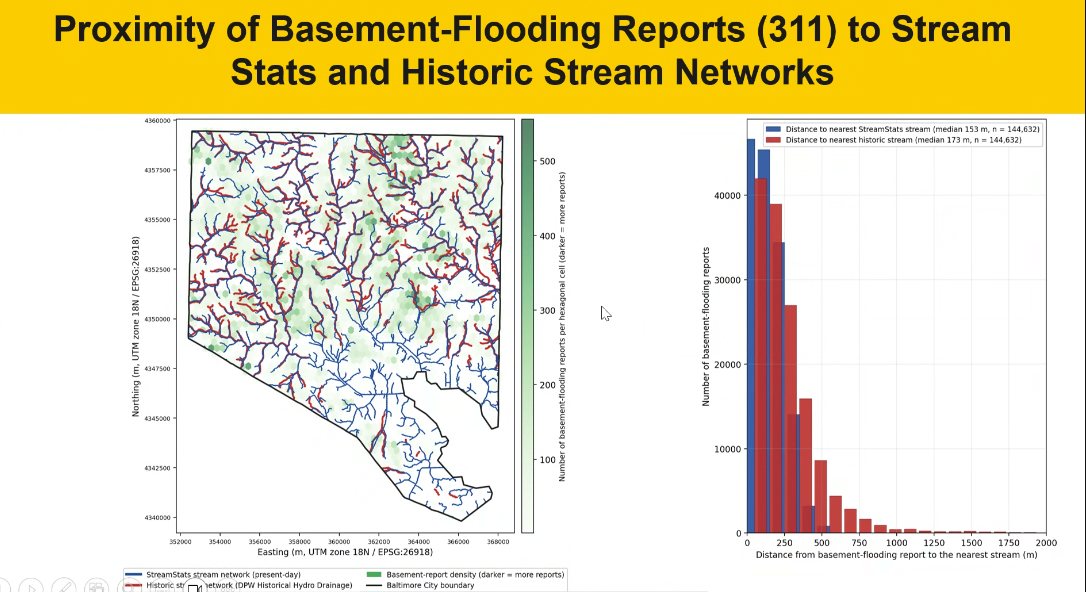 Proximity of Basement-Flooding Reports (311) to Stream
Stats and Historic Stream Networks
4360000
4357500
4355000
4352500
4350000
4347500
4345000
4342500
4340000
Northing (m, UTM zone 18N / EPSG:26918)
352000 354000 356000 358000 360000 362000 364000 366000 368000
Easting (m, UTM zone 18N / EPSG:26918)
500
400
300
200
100
Number of basement-flooding reports per hexagonal cell (darker = more reports)
StreamStats stream network (present-day)
Historic network (DPW Historical Hydro Drainage)
Basement-report density (darker = more reports)
Baltimore City boundary
Distance to nearest StreamStats stream (median 153 m, n = 144,632)
Distance to nearest historic stream (median 173 m, n = 144,632)
40000
30000
20000
10000
0
Number of basement-flooding reports
0 250 500 750 1000 1250 1500 1750 2000
Distance from basement-flooding report to the nearest stream (m)